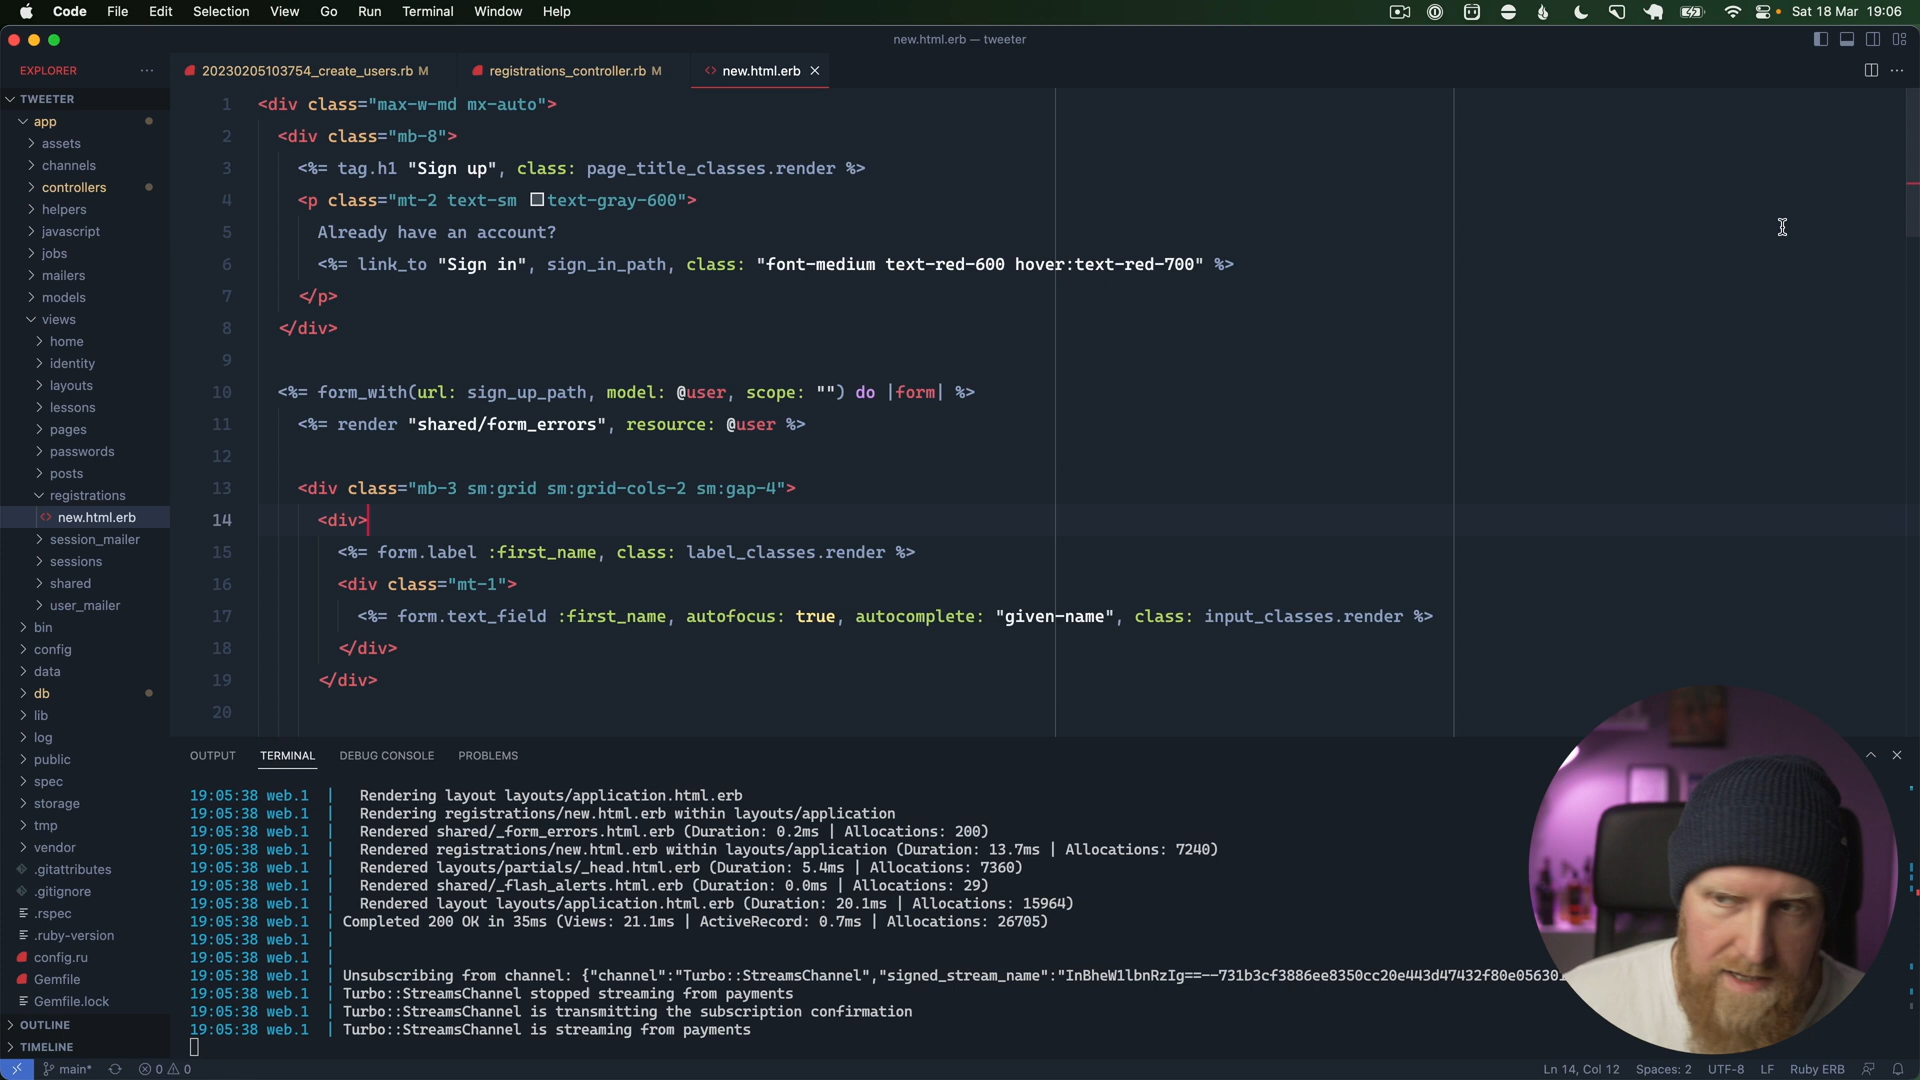 Code File Edit Selection View Go Run Terminal Window Help
Sat 18 Mar 19:06
new.html.erb — tweeter
EXPLORER
20230205103754_create_users.rb M
registrations_controller.rb M
new.html.erb
TWEETER
app
assets
channels
controllers
helpers
javascript
jobs
mailers
models
views
home
identity
layouts
lessons
pages
passwords
posts
registrations
new.html.erb
session_mailer
sessions
shared
user_mailer
bin
config
data
db
lib
log
public
spec
storage
tmp
vendor
.gitattributes
.gitignore
.rspec
.ruby-version
config.ru
Gemfile
Gemfile.lock
OUTLINE
TIMELINE
1 <div class="max-w-md mx-auto">
2 <div class="mb-8">
3 <%= tag.h1 "Sign up", class: page_title_classes.render %>
4 <p class="mt-2 text-sm text-gray-600">
5 Already have an account?
6 <%= link_to "Sign in", sign_in_path, class: "font-medium text-red-600 hover:text-red-700" %>
7 </p>
8 </div>
9
10 <%= form_with(url: sign_up_path, model: @user, scope: "") do |form| %>
11 <%= render "shared/form_errors", resource: @user %>
12
13 <div class="mb-3 sm:grid sm:grid-cols-2 sm:gap-4">
14 <div>
15 <%= form.label :first_name, class: label_classes.render %>
16 <div class="mt-1">
17 <%= form.text_field :first_name, autofocus: true, autocomplete: "given-name", class: input_classes.render %>
18 </div>
19 </div>
20
OUTPUT TERMINAL DEBUG CONSOLE PROBLEMS
19:05:38 web.1 | Rendering layout layouts/application.html.erb
19:05:38 web.1 | Rendering registrations/new.html.erb within layouts/application
19:05:38 web.1 | Rendered shared/_form_errors.html.erb (Duration: 0.2ms | Allocations: 200)
19:05:38 web.1 | Rendered registrations/new.html.erb within layouts/application (Duration: 13.7ms | Allocations: 7240)
19:05:38 web.1 | Rendered layouts/partials/_head.html.erb (Duration: 5.4ms | Allocations: 7360)
19:05:38 web.1 | Rendered shared/_flash_alerts.html.erb (Duration: 0.0ms | Allocations: 29)
19:05:38 web.1 | Rendered layout layouts/application.html.erb (Duration: 20.1ms | Allocations: 15964)
19:05:38 web.1 | Completed 200 OK in 35ms (Views: 21.1ms | ActiveRecord: 0.7ms | Allocations: 26705)
19:05:38 web.1 |
19:05:38 web.1 |
19:05:38 web.1 | Unsubscribing from channel: {"channel":"Turbo::StreamsChannel","signed_stream_name":"InBheW1lbnRzIg==--731b3cf3886ee8350cc20e443d47432f80e056301
19:05:38 web.1 | Turbo::StreamsChannel stopped streaming from payments
19:05:38 web.1 | Turbo::StreamsChannel is transmitting the subscription confirmation
19:05:38 web.1 | Turbo::StreamsChannel is streaming from payments
main* 0 0
Ln 14, Col 12 Spaces: 2 UTF-8 LF Ruby ERB